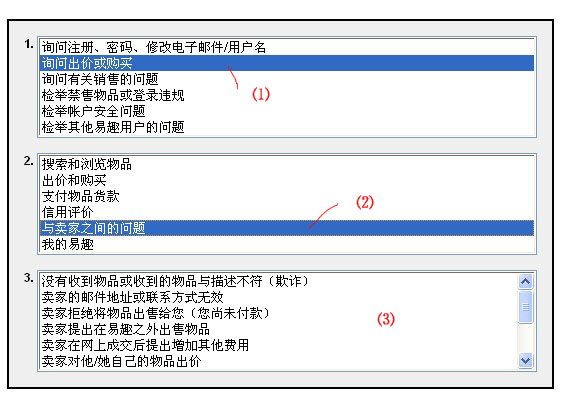 1.
询问注册、密码、修改电子邮件/用户名
询问出价或购买
询问有关销售的问题
(1)
检举禁售物品或登录违规
检举帐户安全问题
检举其他易趣用户的问题
2.
搜索和浏览物品
出价和购买
支付物品货款
(2)
信用评价
与卖家之间的问题
我的易趣
3.
没有收到物品或收到的物品与描述不符（欺诈）
卖家的邮件地址或联系方式无效
卖家拒绝将物品出售给您（您尚未付款）
(3)
卖家提出在易趣之外出售物品
卖家在网上成交后提出增加其他费用
卖家对他/她自己的物品出价